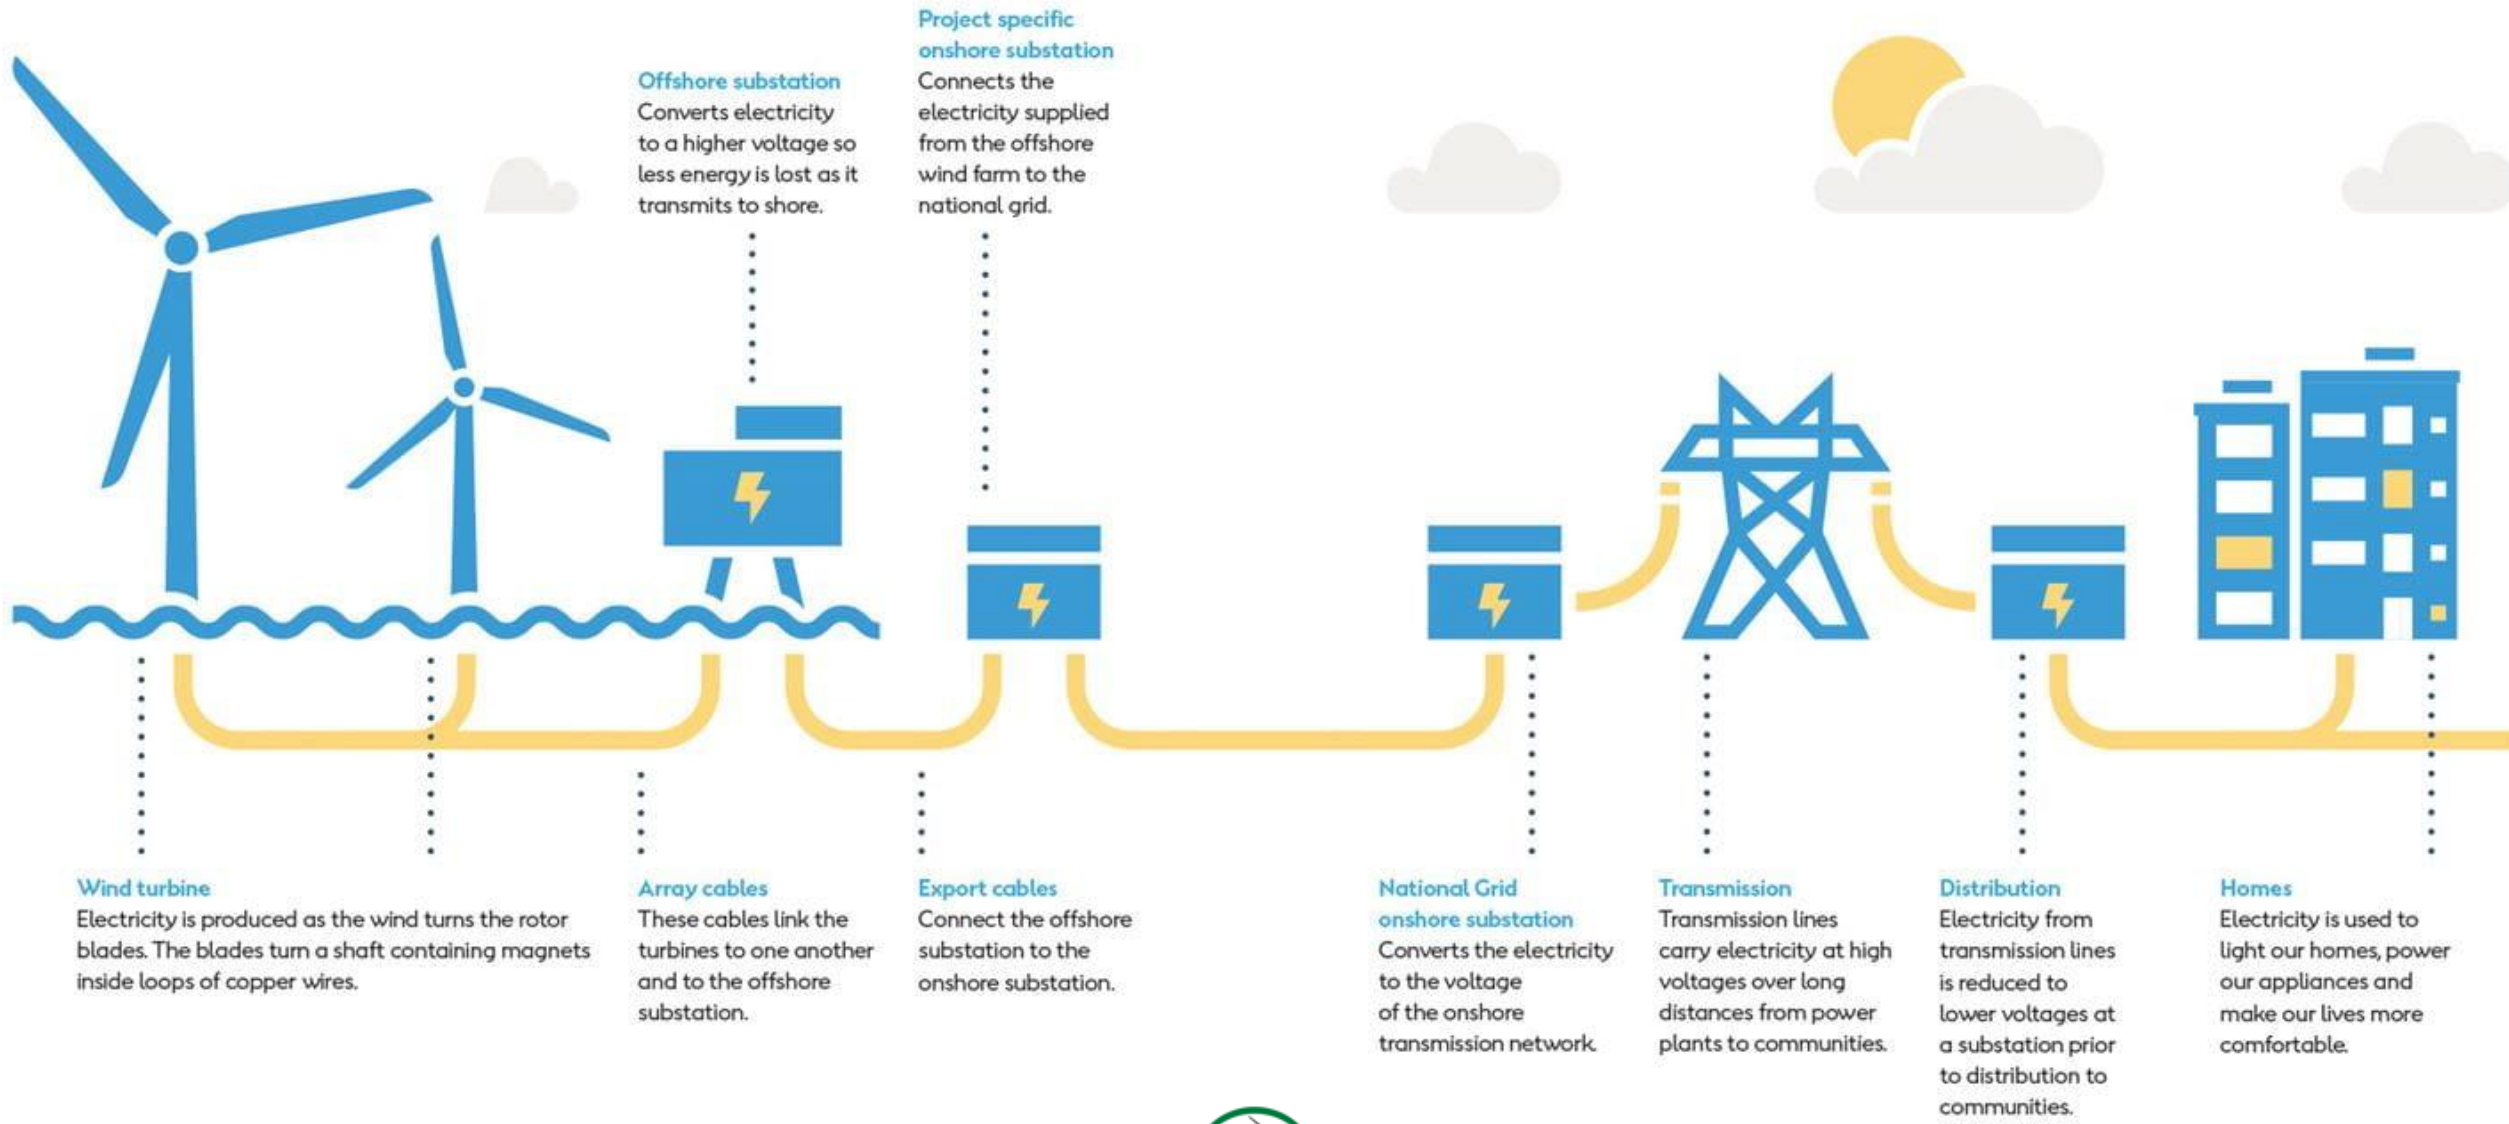 Project specific
onshore substation
Connects the
electricity supplied
from the offshore
wind farm to the
national grid.
Offshore substation
Converts electricity
to a higher voltage so
less energy is lost as it
transmits to shore.
Wind turbine
Electricity is produced as the wind turns the rotor
blades. The blades turn a shaft containing magnets
inside loops of copper wires.
Array cables
These cables link the
turbines to one another
and to the offshore
substation.
Export cables
Connect the offshore
substation to the
onshore substation.
National Grid
onshore substation
Converts the electricity
to the voltage
of the onshore
transmission network.
Transmission
Transmission lines
carry electricity at high
voltages over long
distances from power
plants to communities.
Distribution
Electricity from
transmission lines
is reduced to
lower voltages at
a substation prior
to distribution to
communities.
Homes
Electricity is used to
light our homes, power
our appliances and
make our lives more
comfortable.